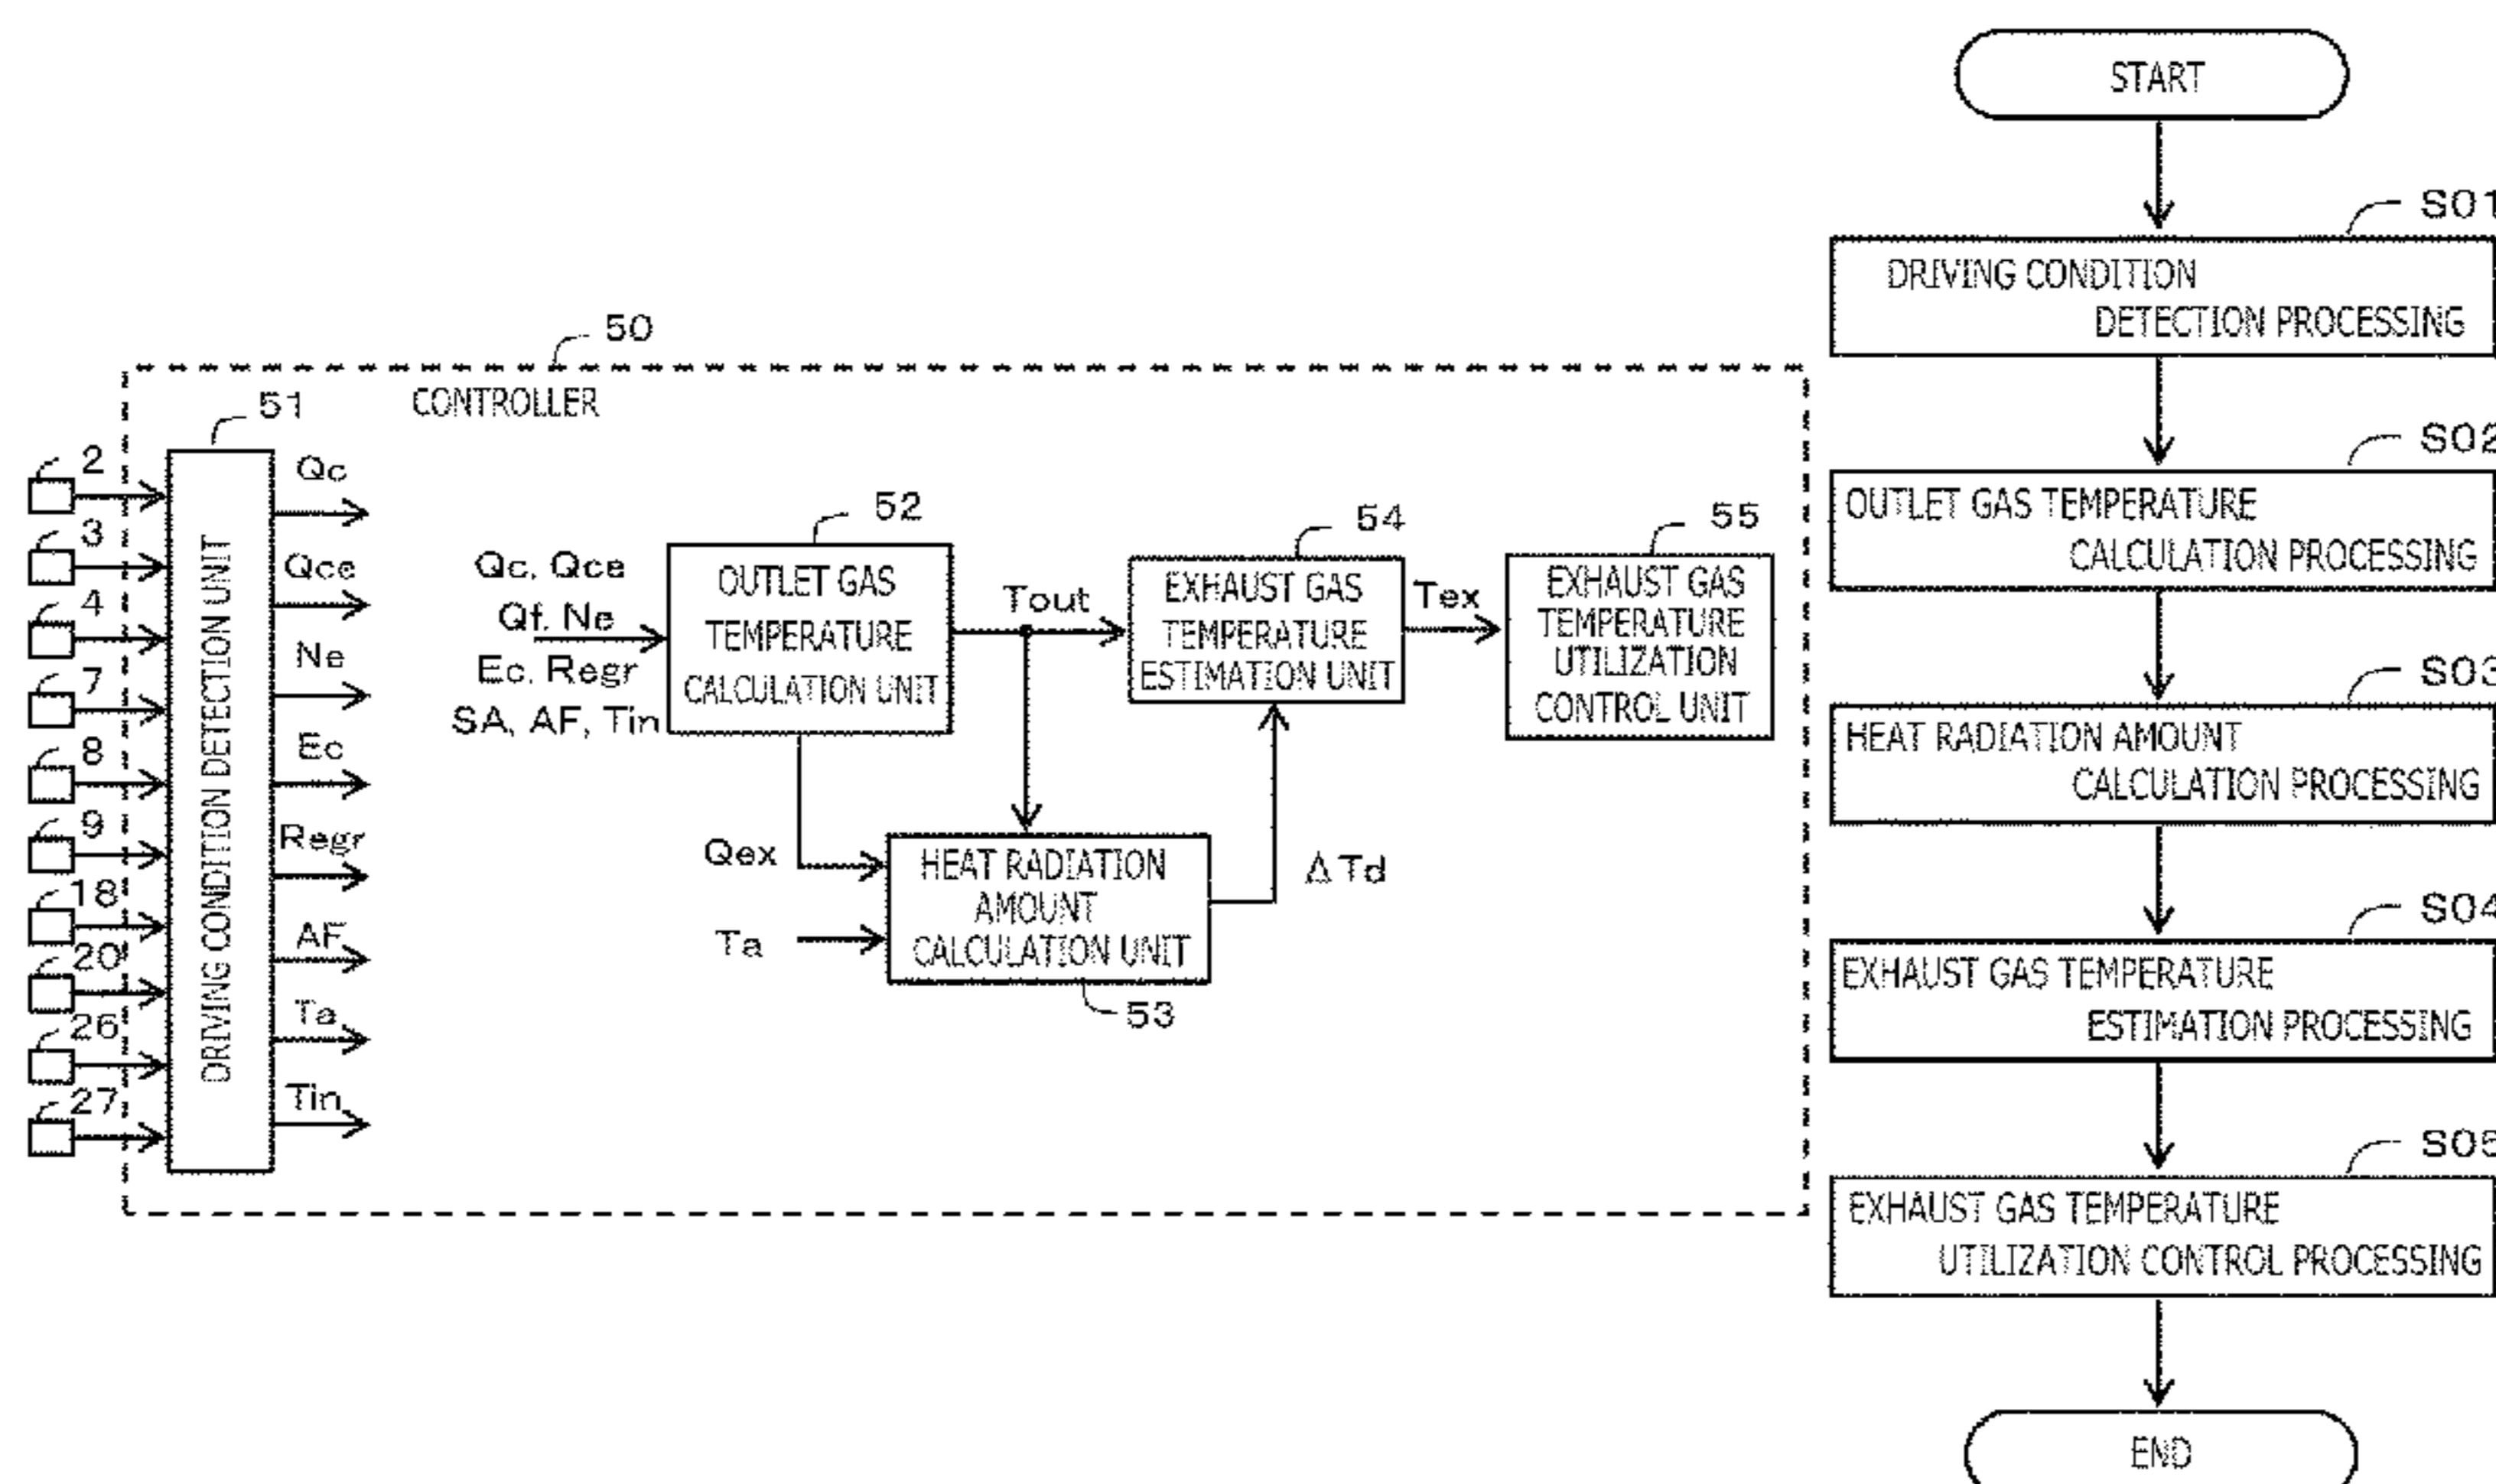 50
CONTROLLER
51
2
3
4
7
8
9
18
20
26
27
DRIVING CONDITION DETECTION UNIT
Qc
Qce
Ne
Ec
Regr
AF
Ta
Tin
Qc, Qce
Qf, Ne
Ec, Regr
SA, AF, Tin
52
OUTLET GAS
TEMPERATURE
CALCULATION UNIT
Tout
54
EXHAUST GAS
TEMPERATURE
ESTIMATION UNIT
Tex
55
EXHAUST GAS
TEMPERATURE
UTILIZATION
CONTROL UNIT
Qex
Ta
HEAT RADIATION
AMOUNT
CALCULATION UNIT
53
ΔTd
START
S01
DRIVING CONDITION
DETECTION PROCESSING
S02
OUTLET GAS TEMPERATURE
CALCULATION PROCESSING
S03
HEAT RADIATION AMOUNT
CALCULATION PROCESSING
S04
EXHAUST GAS TEMPERATURE
ESTIMATION PROCESSING
S05
EXHAUST GAS TEMPERATURE
UTILIZATION CONTROL PROCESSING
END